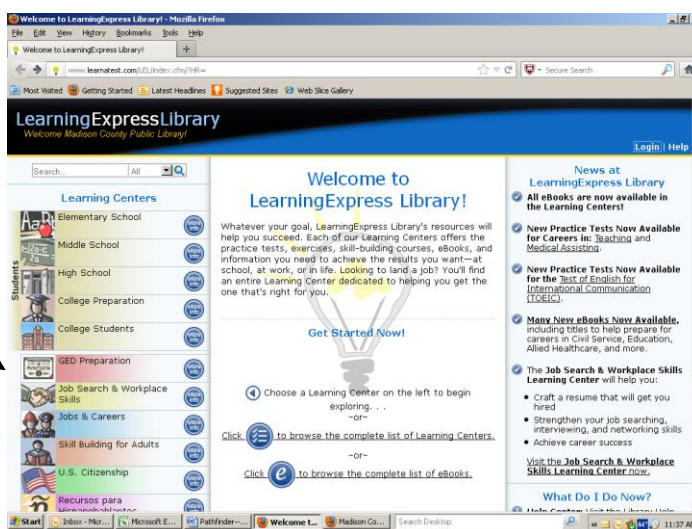 Welcome to LearningExpress Library! - Mozilla Firefox
File Edit View History Bookmarks Tools Help
Welcome to LearningExpress Library!
www.learnatest.com/LEL/index.cfm/?HR=
Secure Search
Most Visited Getting Started Latest Headlines Suggested Sites Web Slice Gallery
LearningExpressLibrary
Welcome Madison County Public Library!
Login | Help
Search... All
Learning Centers
Students
Elementary School
Middle School
High School
College Preparation
College Students
GED Preparation
Job Search & Workplace
Skills
Jobs & Careers
Skill Building for Adults
U.S. Citizenship
Recursos para
Hispanohablantes
Welcome to
LearningExpress Library!
Whatever your goal, LearningExpress Library's resources will
help you succeed. Each of our Learning Centers offers the
practice tests, exercises, skill-building courses, eBooks, and
information you need to achieve the results you want—at
school, at work, or in life. Looking to land a job? You'll find
an entire Learning Center dedicated to helping you get the
one that's right for you.
Get Started Now!
Choose a Learning Center on the left to begin
exploring. . .
-or-
Click to browse the complete list of Learning Centers.
-or-
Click e to browse the complete list of eBooks.
News at
LearningExpress Library
All eBooks are now available in
the Learning Centers!
New Practice Tests Now Available
for Careers in: Teaching and
Medical Assisting.
New Practice Tests Now Available
for the Test of English for
International Communication
(TOEIC).
Many New eBooks Now Available,
including titles to help prepare for
careers in Civil Service, Education,
Allied Healthcare, and more.
The Job Search & Workplace Skills
Learning Center will help you:
• Craft a resume that will get you
hired
• Strengthen your job searching,
interviewing, and networking skills
• Achieve career success
Visit the Job Search & Workplace
Skills Learning Center now.
What Do I Do Now?
Start Inbox - Micr... Microsoft E... Pathfinder-... Welcome t... Madison Co... Search Desktop 11:37 A